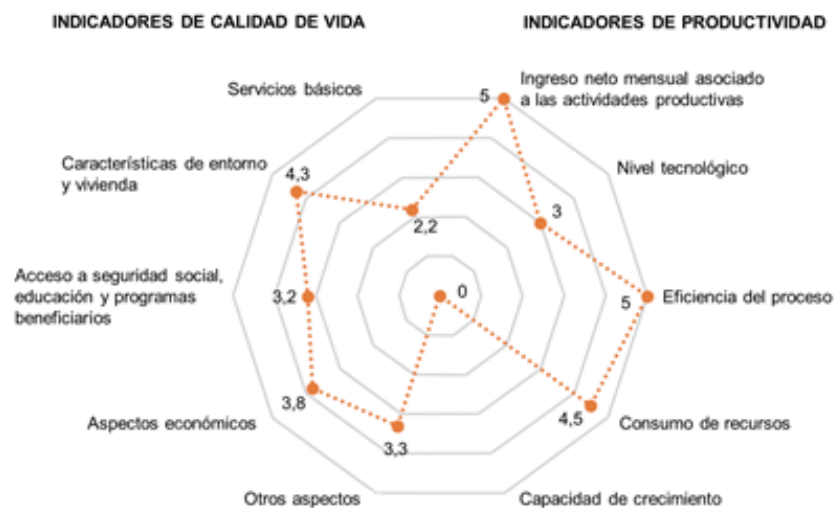 INDICADORES DE CALIDAD DE VIDA
INDICADORES DE PRODUCTIVIDAD
Servicios básicos
5
Ingreso neto mensual asociado
a las actividades productivas
Características de entorno
y vivienda
4,3
Nivel tecnológico
2,2
3
Acceso a seguridad social,
educación y programas
beneficiarios
3,2
0
5
Eficiencia del proceso
Aspectos económicos
3,8
3,3
4,5
Consumo de recursos
Otros aspectos
Capacidad de crecimiento